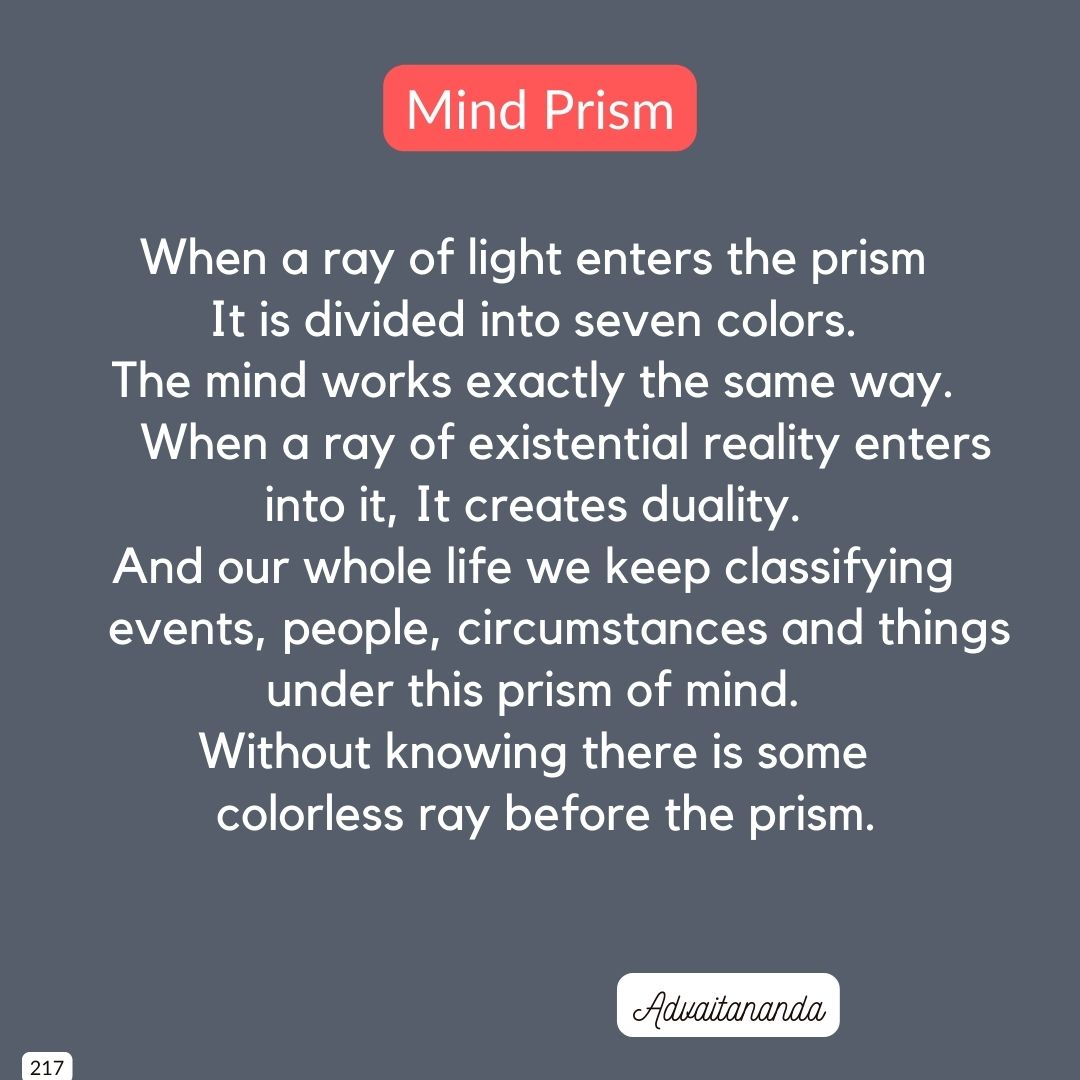 Mind Prism
When a ray of light enters the prism
It is divided into seven colors.
The mind works exactly the same way.
When a ray of existential reality enters
into it, It creates duality.
And our whole life we keep classifying
events, people, circumstances and things
under this prism of mind.
Without knowing there is some
colorless ray before the prism.
Advaitananda
217